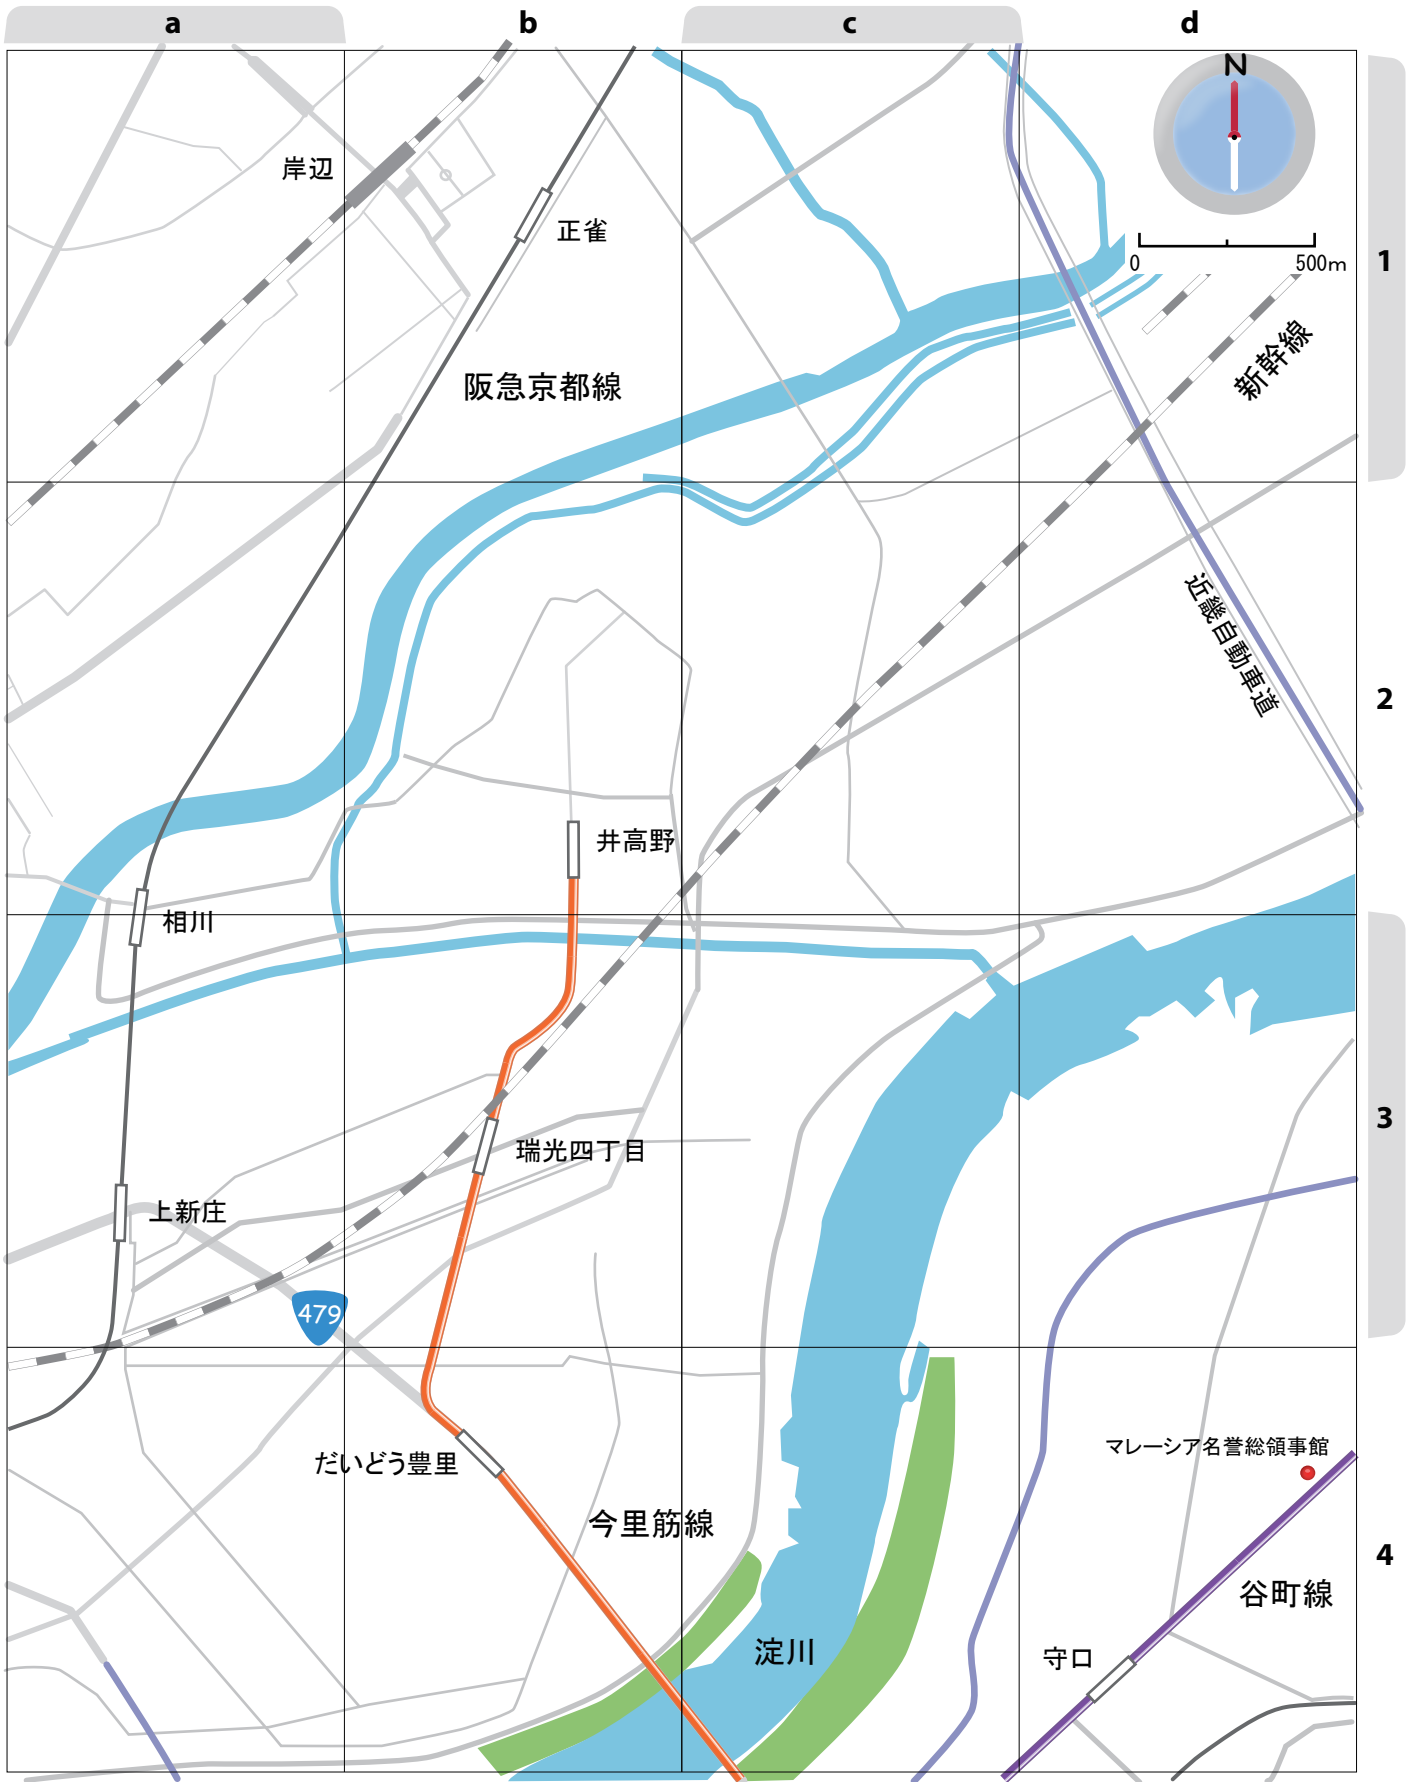 a
b
c
d
N
0
500m
1
岸辺
正雀
阪急京都線
新幹線
近畿自動車道
2
井高野
相川
3
瑞光四丁目
上新庄
479
マレーシア名誉総領事館
だいどう豊里
今里筋線
4
谷町線
淀川
守口